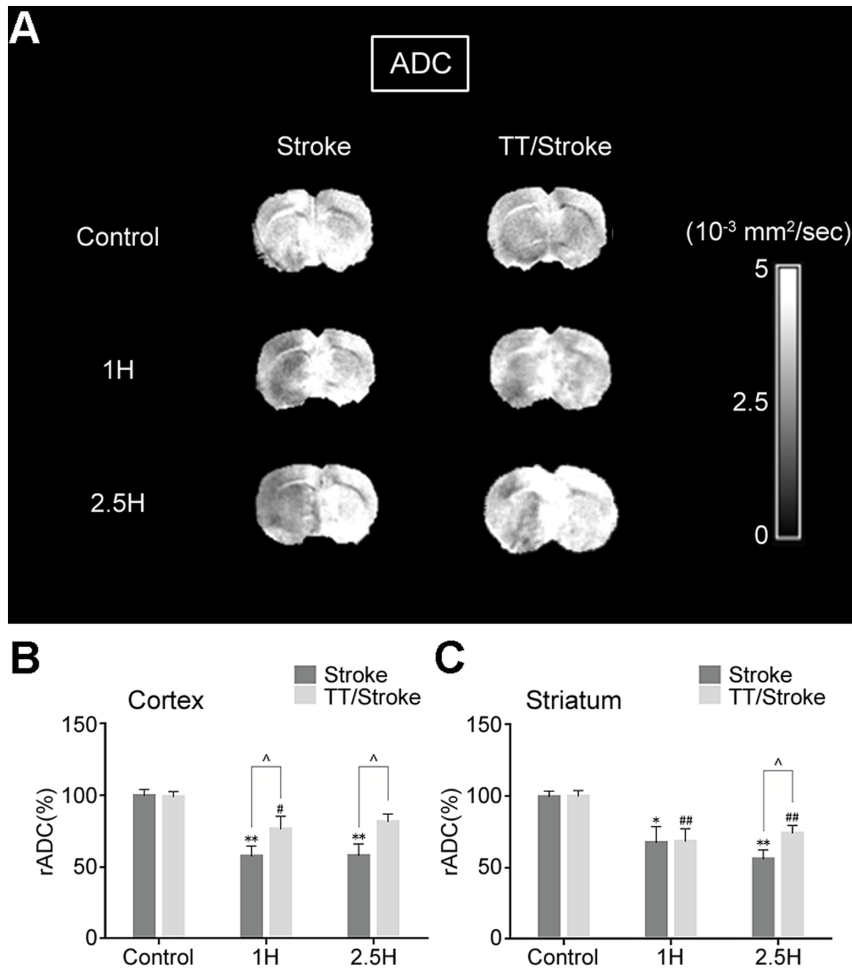 A
ADC
Stroke TT/Stroke
Control
(10⁻³ mm²/sec)
5
1H
2.5
2.5H
0
B
Stroke
TT/Stroke
Cortex
150
100
50
0
rADC(%)
^ ^
** # **
Control 1H 2.5H
C
Stroke
TT/Stroke
Striatum
150
100
50
0
rADC(%)
^
* ## ** ##
Control 1H 2.5H